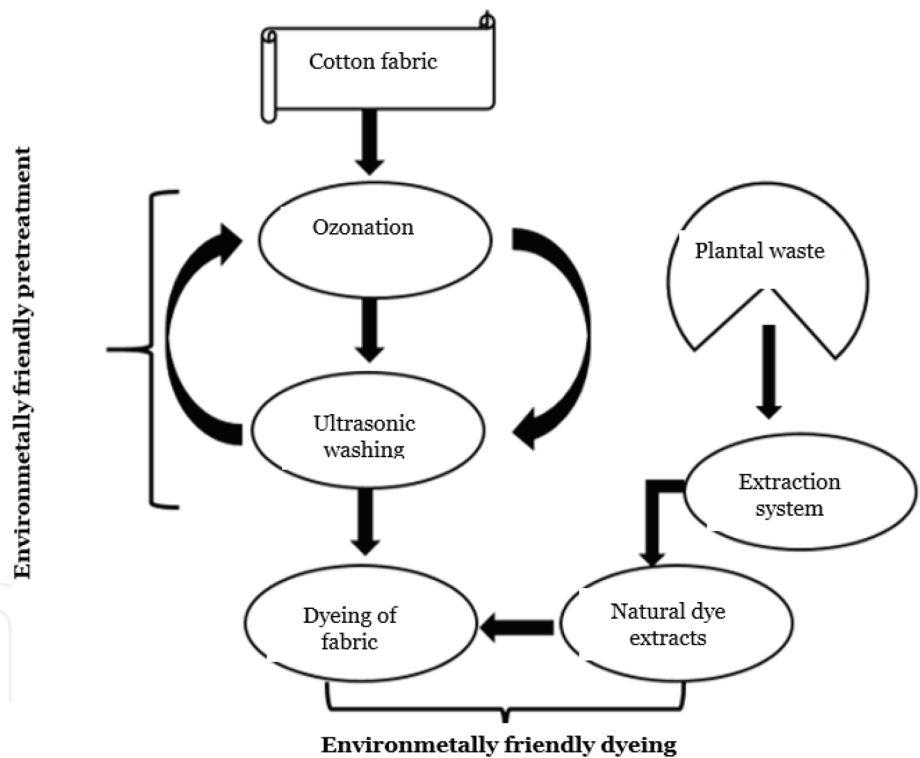 Cotton fabric
Environmetally friendly pretreatment
Ozonation
Plantal waste
Ultrasonic
washing
Extraction
system
Dyeing of
fabric
Natural dye
extracts
Environmetally friendly dyeing